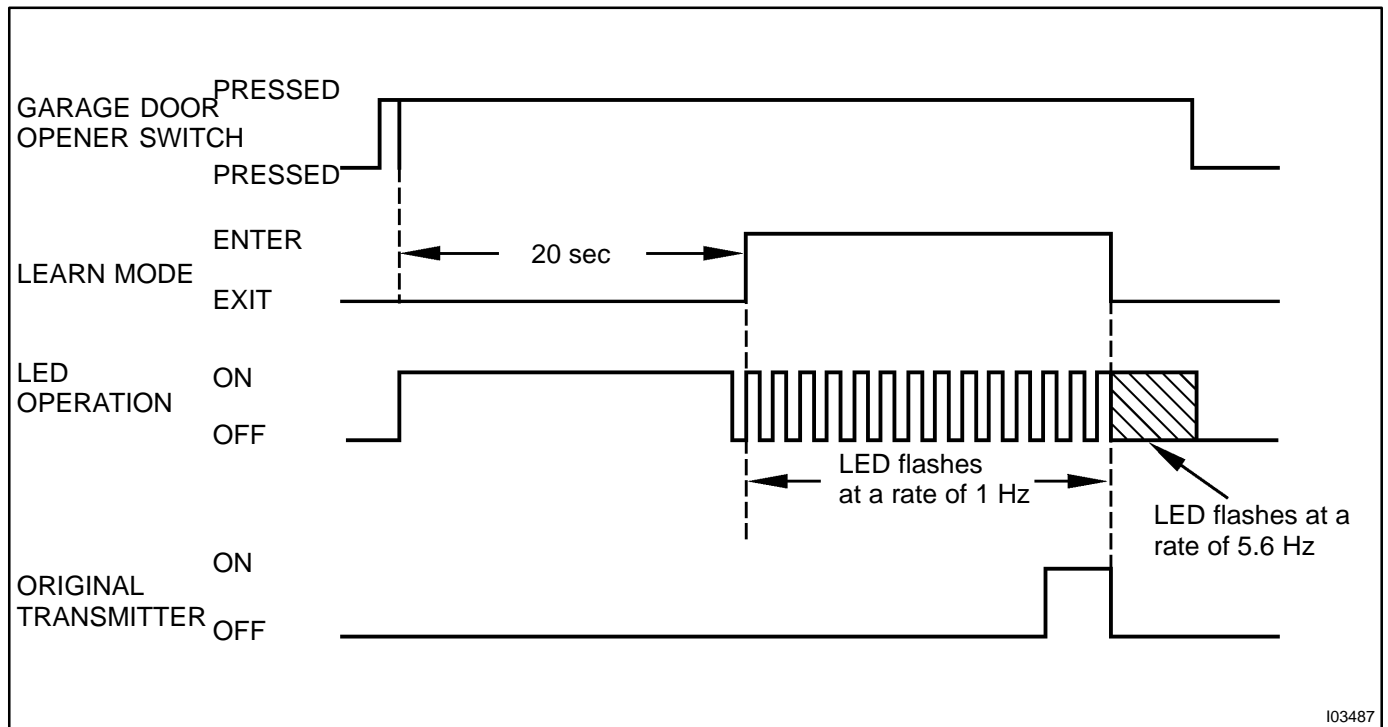 GARAGE DOOR
OPENER SWITCH
PRESSED
PRESSED
LEARN MODE
ENTER
EXIT
20 sec
LED
OPERATION
ON
OFF
LED flashes
at a rate of 1 Hz
LED flashes at a
rate of 5.6 Hz
ORIGINAL
TRANSMITTER
ON
OFF
I03487